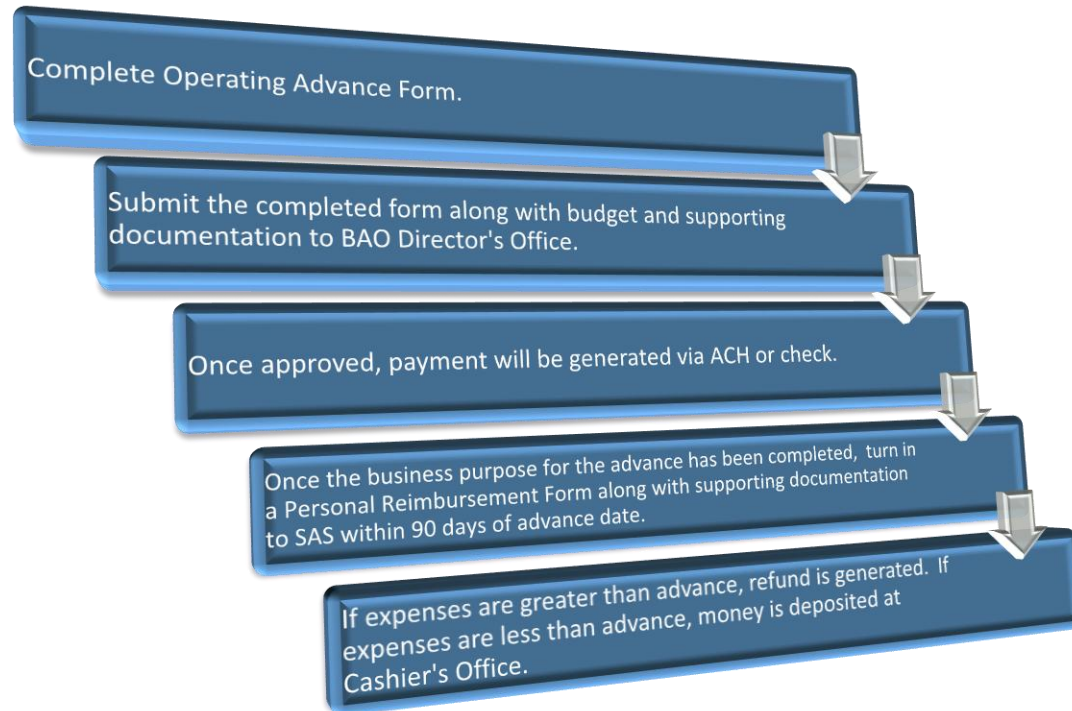 Complete Operating Advance Form.
Submit the completed form along with budget and supporting
documentation to BAO Director's Office.
Once approved, payment will be generated via ACH or check.
Once the business purpose for the advance has been completed, turn in
a Personal Reimbursement Form along with supporting documentation
to SAS within 90 days of advance date.
If expenses are greater than advance, refund is generated. If
expenses are less than advance, money is deposited at
Cashier's Office.